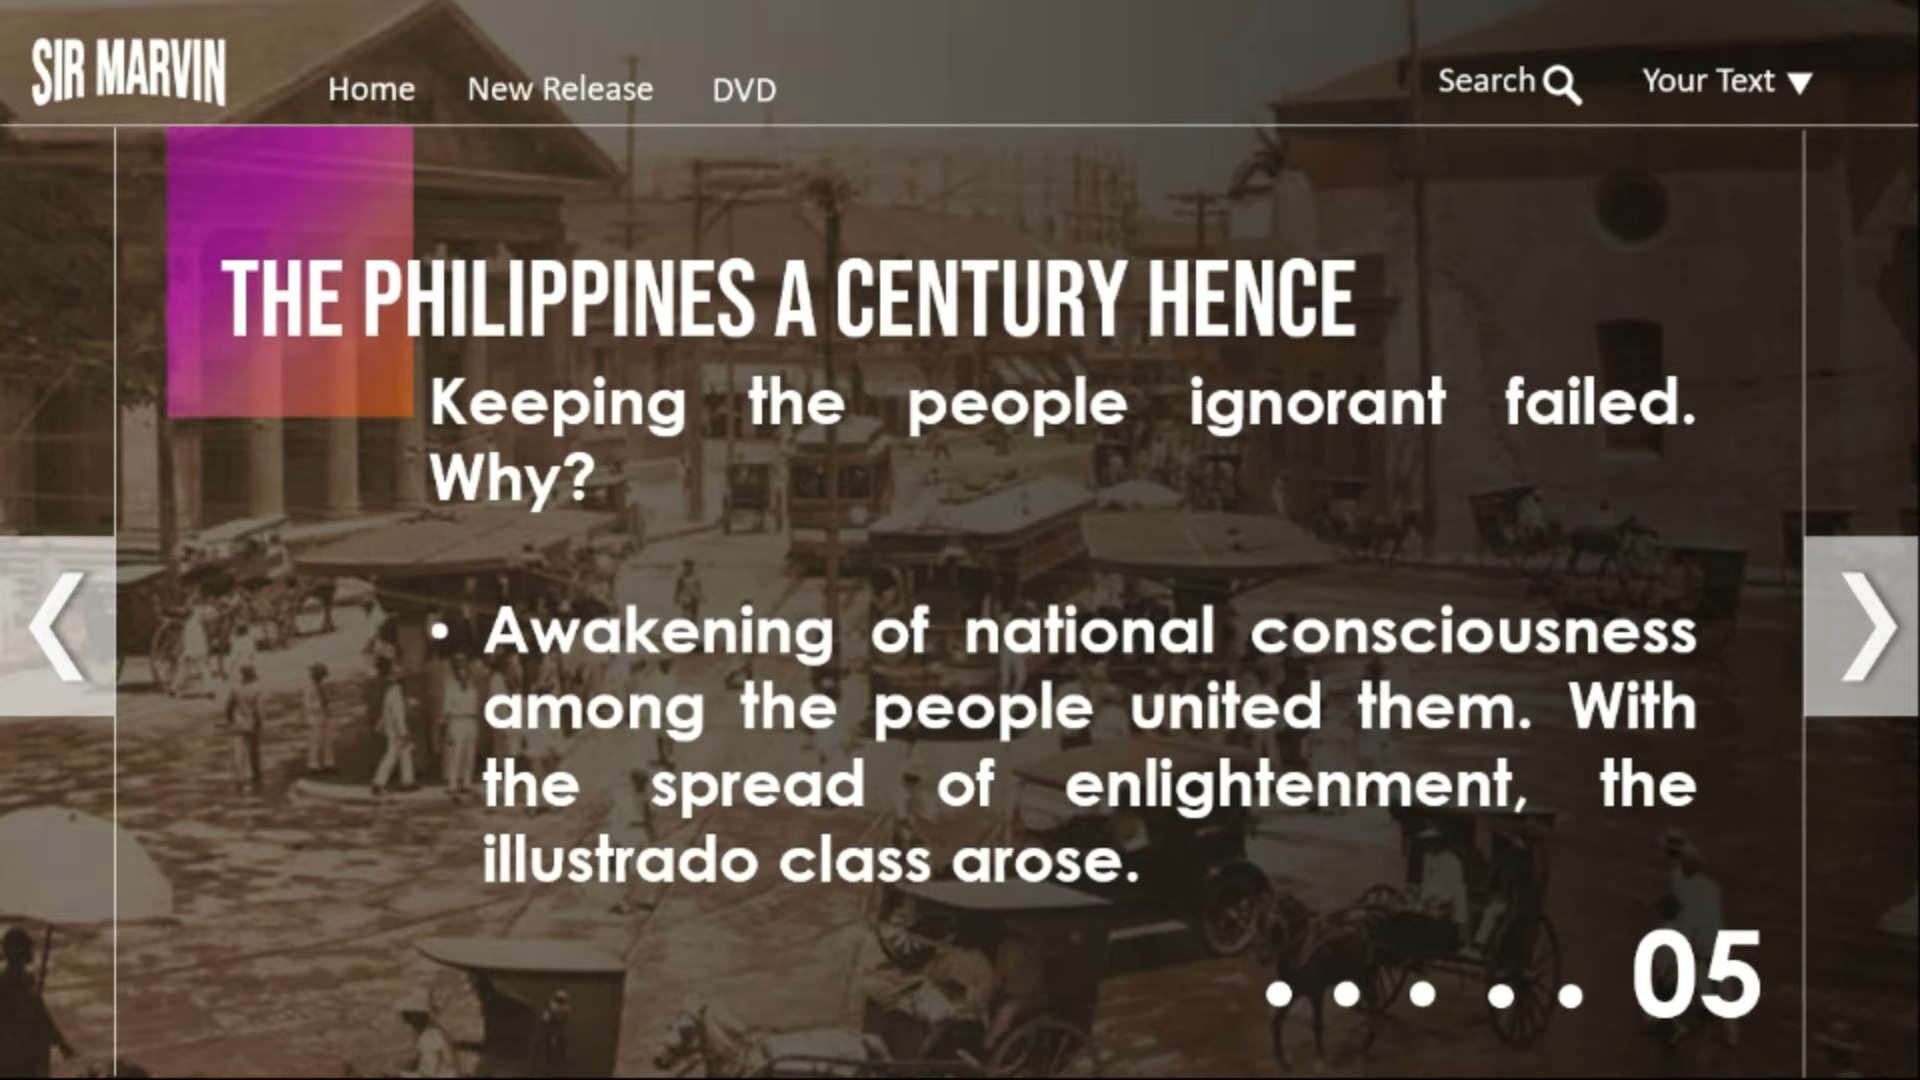 SIR MARVIN
Home New Release DVD
Search Your Text
THE PHILIPPINES A CENTURY HENCE
Keeping the people ignorant failed.
Why?
• Awakening of national consciousness
among the people united them. With
the spread of enlightenment, the
illustrado class arose.
05